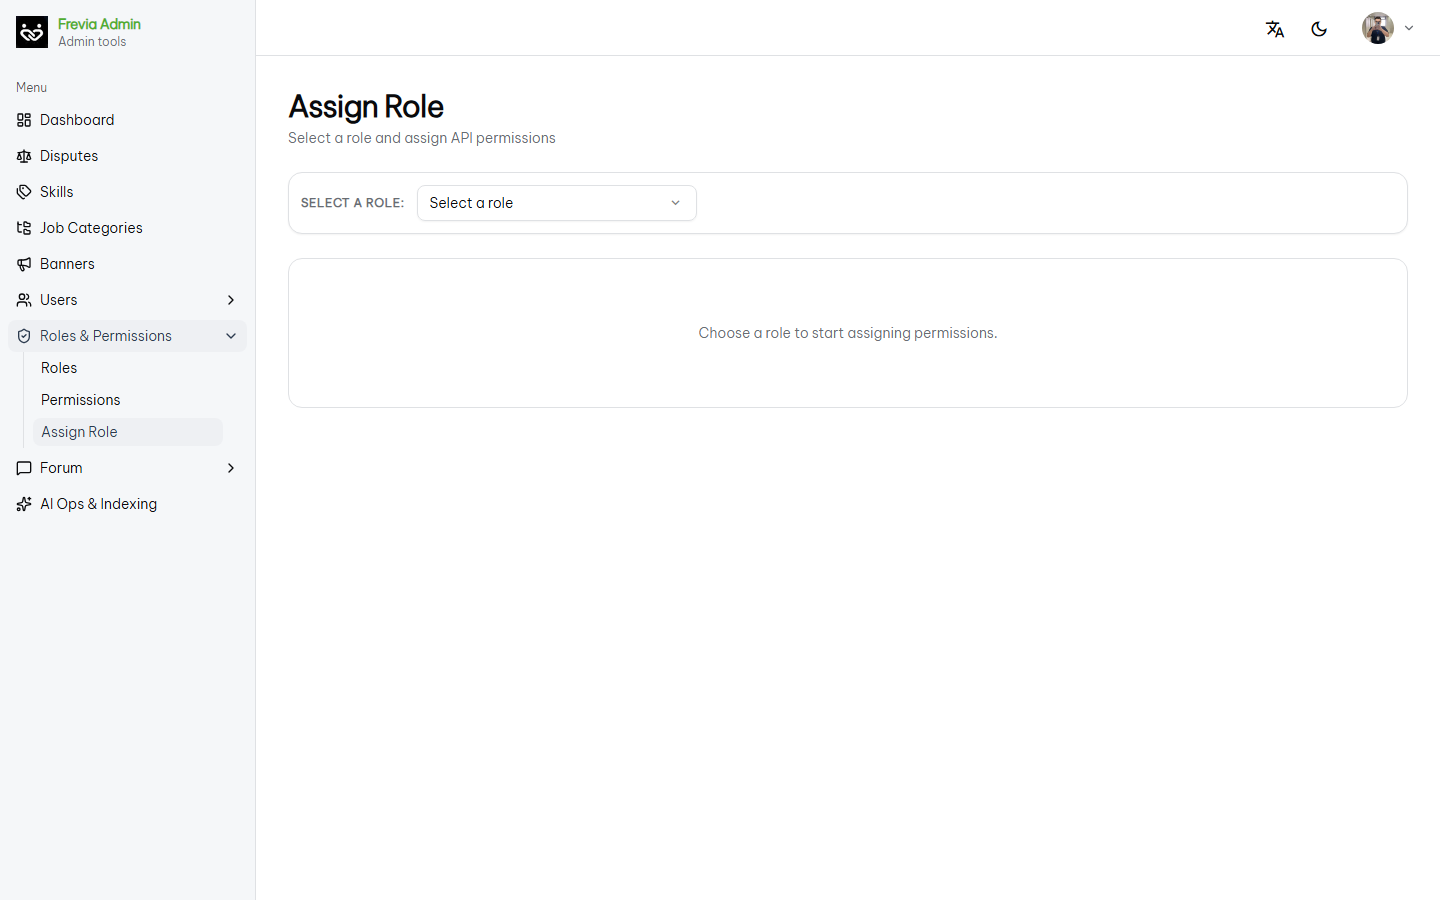 Frevia Admin
Admin tools
Menu
Dashboard
Disputes
Skills
Job Categories
Banners
Users
Roles & Permissions
Roles
Permissions
Assign Role
Forum
AI Ops & Indexing
Assign Role
Select a role and assign API permissions
SELECT A ROLE: Select a role
Choose a role to start assigning permissions.